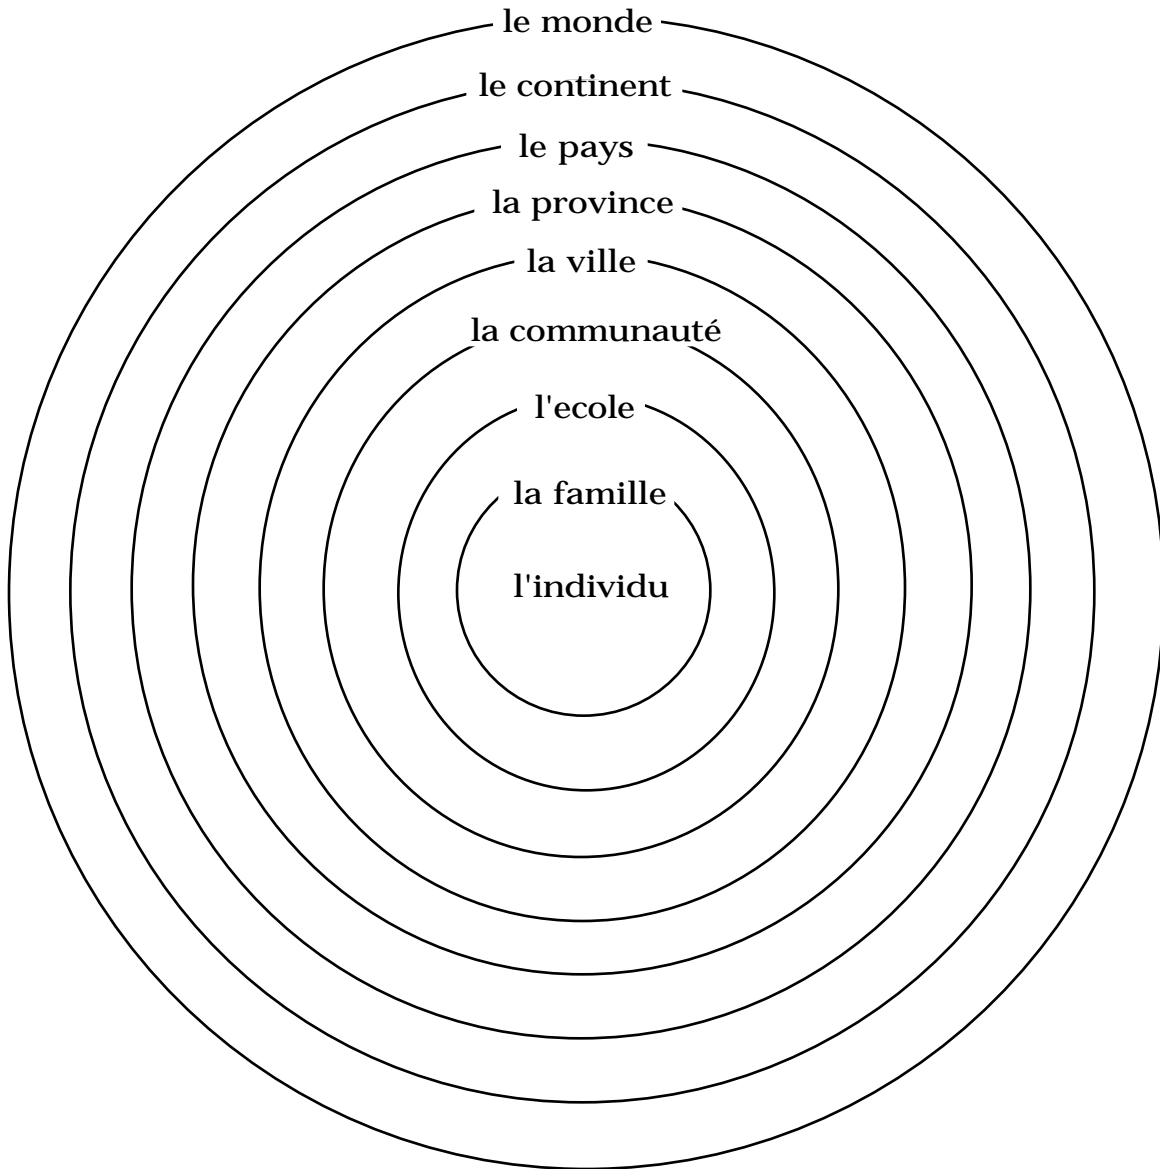 le monde
le continent
le pays
la province
la ville
la communauté
l'ecole
la famille
l'individu